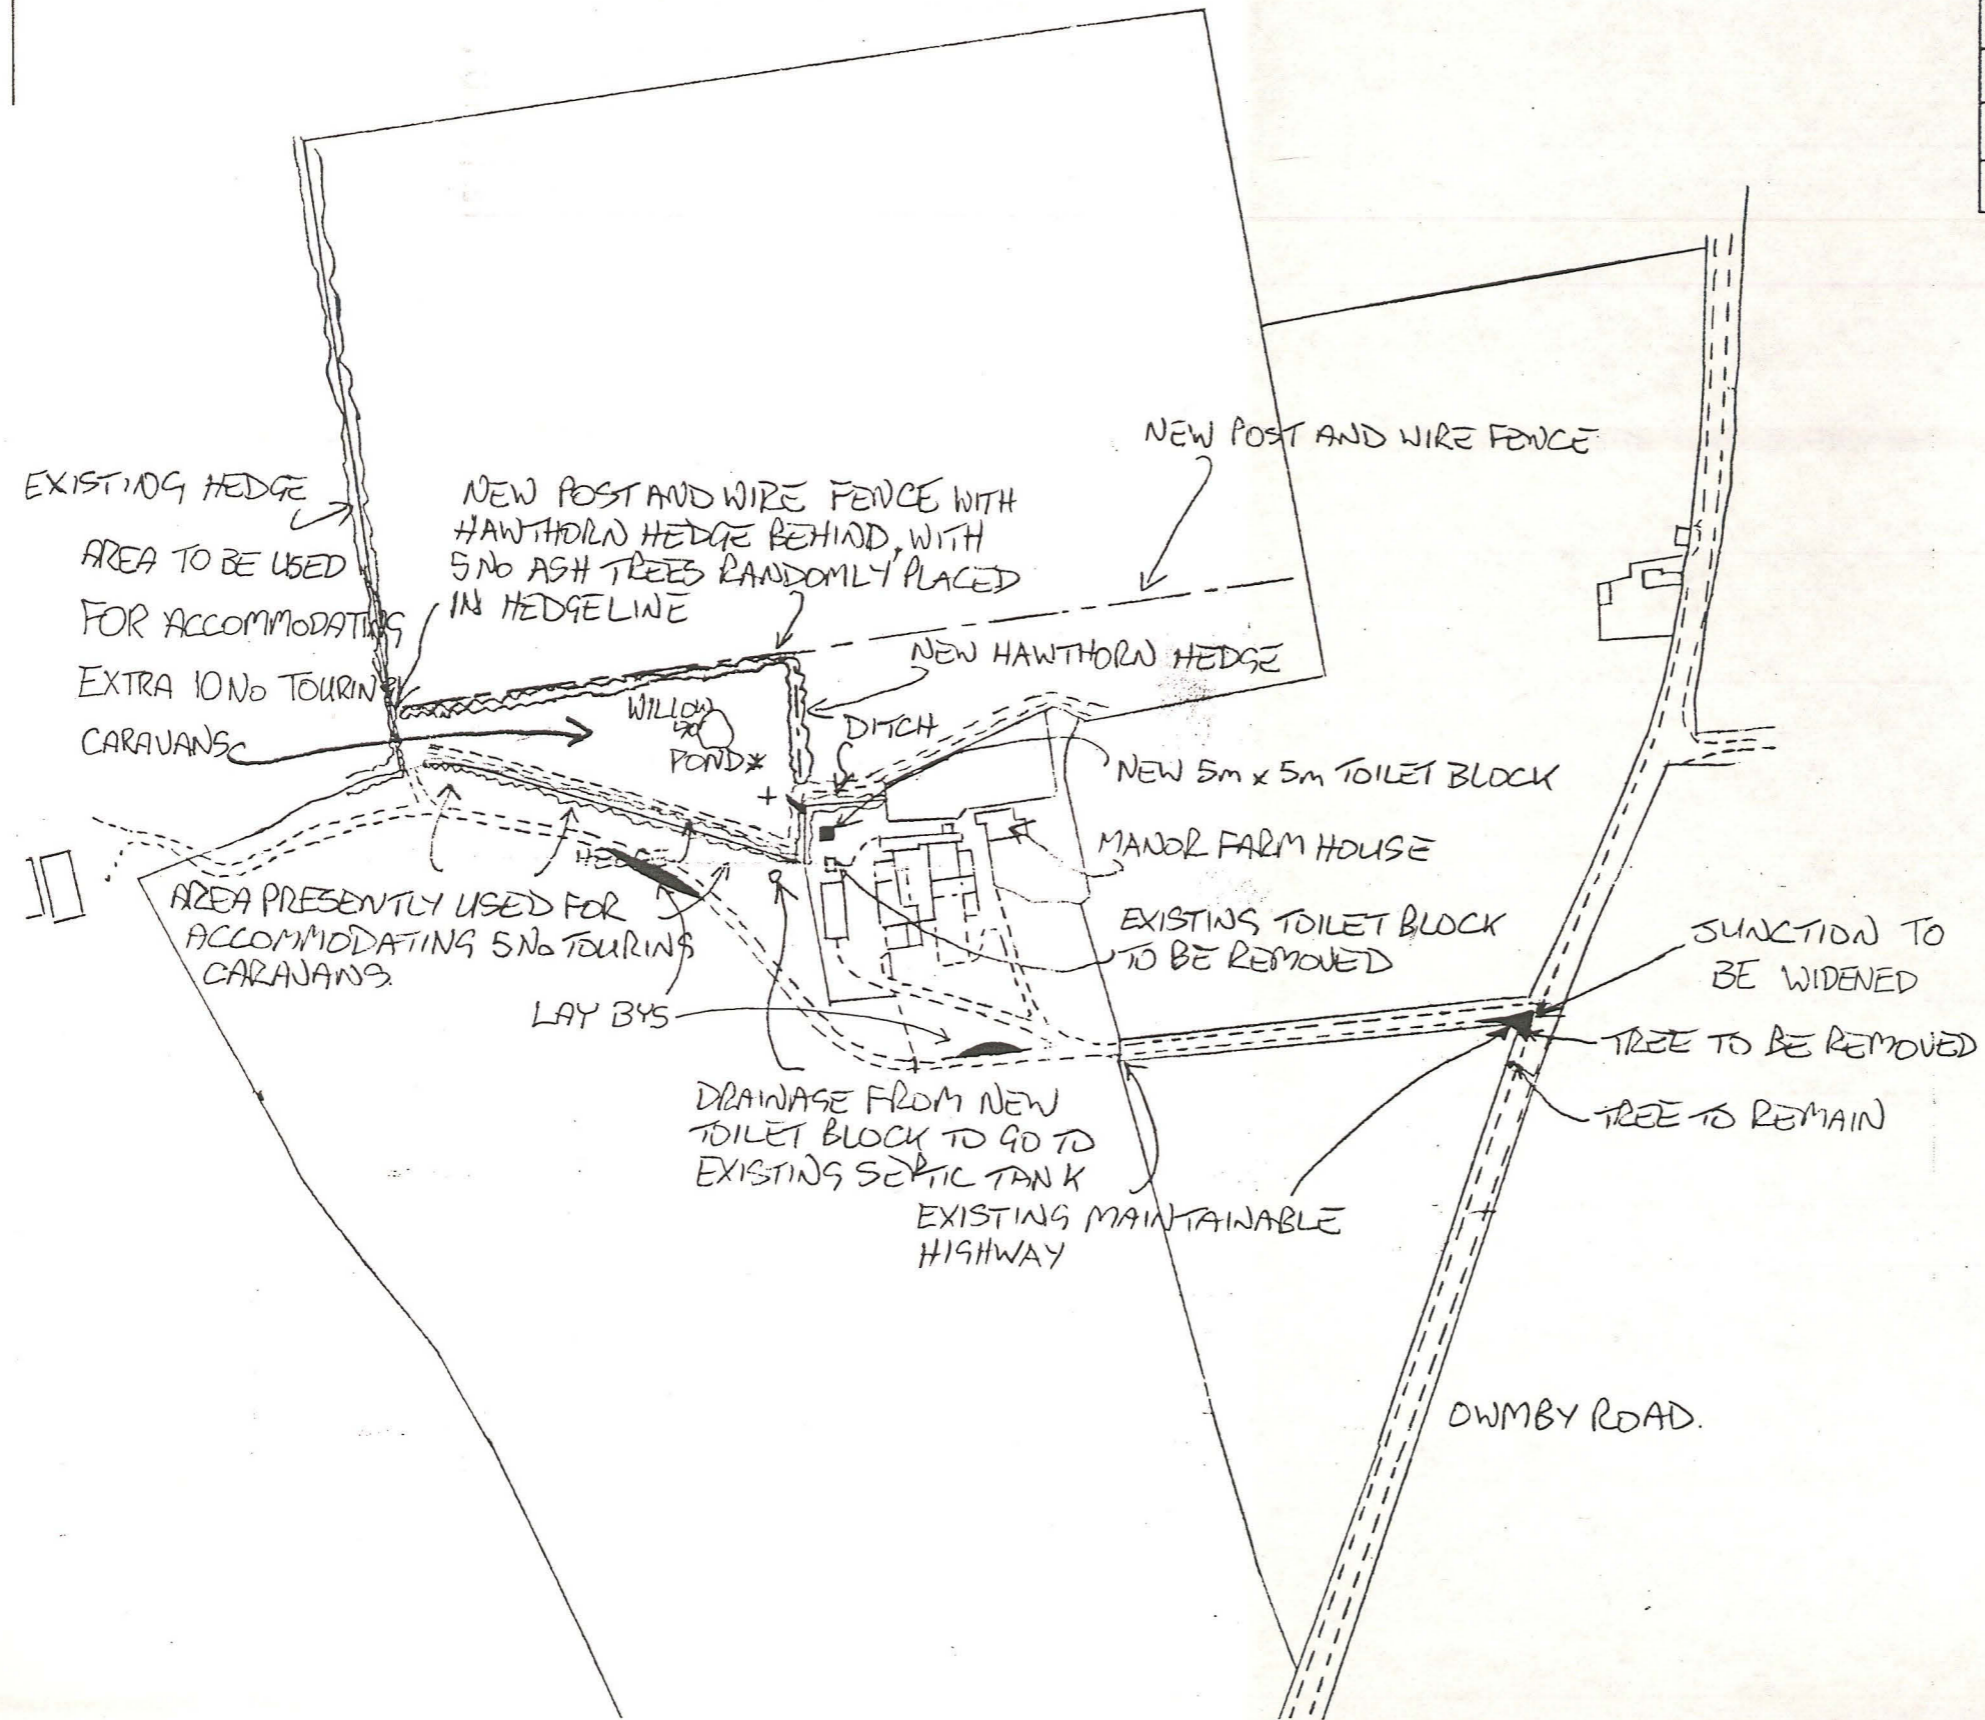 NEW POST AND WIRE FENCE
EXISTING HEDGE
NEW POST AND WIRE FENCE WITH
HAWTHORN HEDGE BEHIND, WITH
5 NO ASH TREES RANDOMLY PLACED
IN HEDGELINE
AREA TO BE USED
FOR ACCOMMODATING
EXTRA 10 NO TOURING
CARAVANS
NEW HAWTHORN HEDGE
WILLOW
POND
DITCH
NEW 5m x 5m TOILET BLOCK
MANOR FARM HOUSE
HEDGE
AREA PRESENTLY USED FOR
ACCOMMODATING 5 NO TOURING
CARAVANS.
EXISTING TOILET BLOCK
TO BE REMOVED
JUNCTION TO
BE WIDENED
LAY BYS
TREE TO BE REMOVED
TREE TO REMAIN
DRAINAGE FROM NEW
TOILET BLOCK TO GO TO
EXISTING SEPTIC TANK
EXISTING MAINTAINABLE
HIGHWAY
OWMBY ROAD.